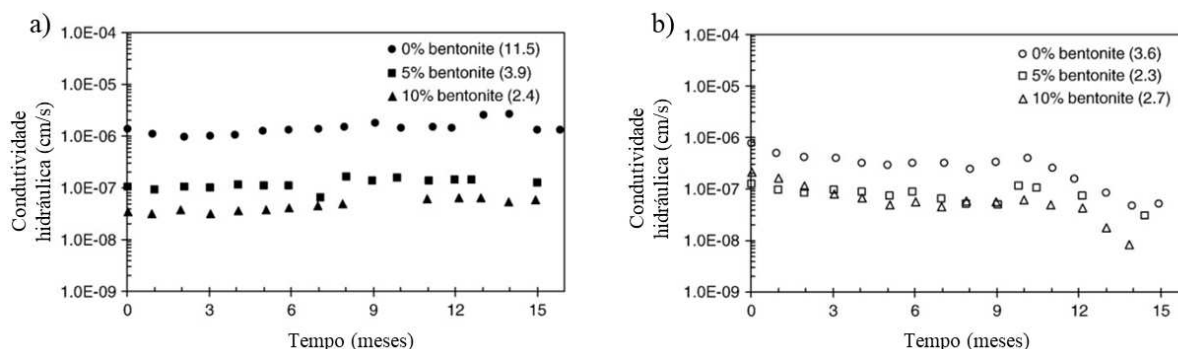 a)
1.0E-04
1.0E-05
1.0E-06
1.0E-07
1.0E-08
1.0E-09
Condutividade
hidráulica (cm/s)
0% bentonite (11.5)
5% bentonite (3.9)
10% bentonite (2.4)
0 3 6 9 12 15
Tempo (meses)
b)
1.0E-04
1.0E-05
1.0E-06
1.0E-07
1.0E-08
1.0E-09
Condutividade
hidráulica (cm/s)
0% bentonite (3.6)
5% bentonite (2.3)
10% bentonite (2.7)
0 3 6 9 12 15
Tempo (meses)